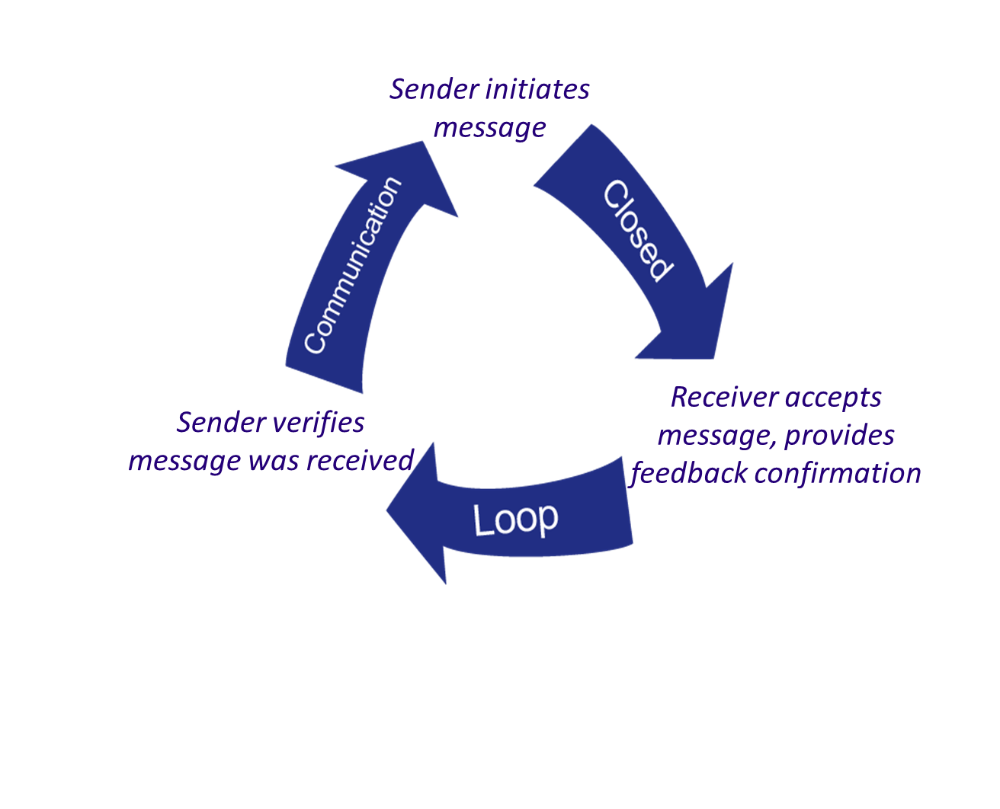 Sender initiates
message
Closed
Receiver accepts
message, provides
feedback confirmation
Loop
Sender verifies
message was received
Communication